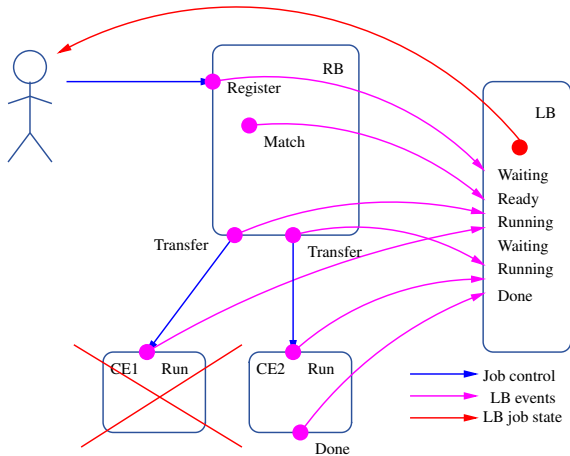 RB
Register
Match
LB
Waiting
Ready
Running
Waiting
Running
Done
Transfer
Transfer
CE1 Run
CE2 Run
Done
Job control
LB events
LB job state